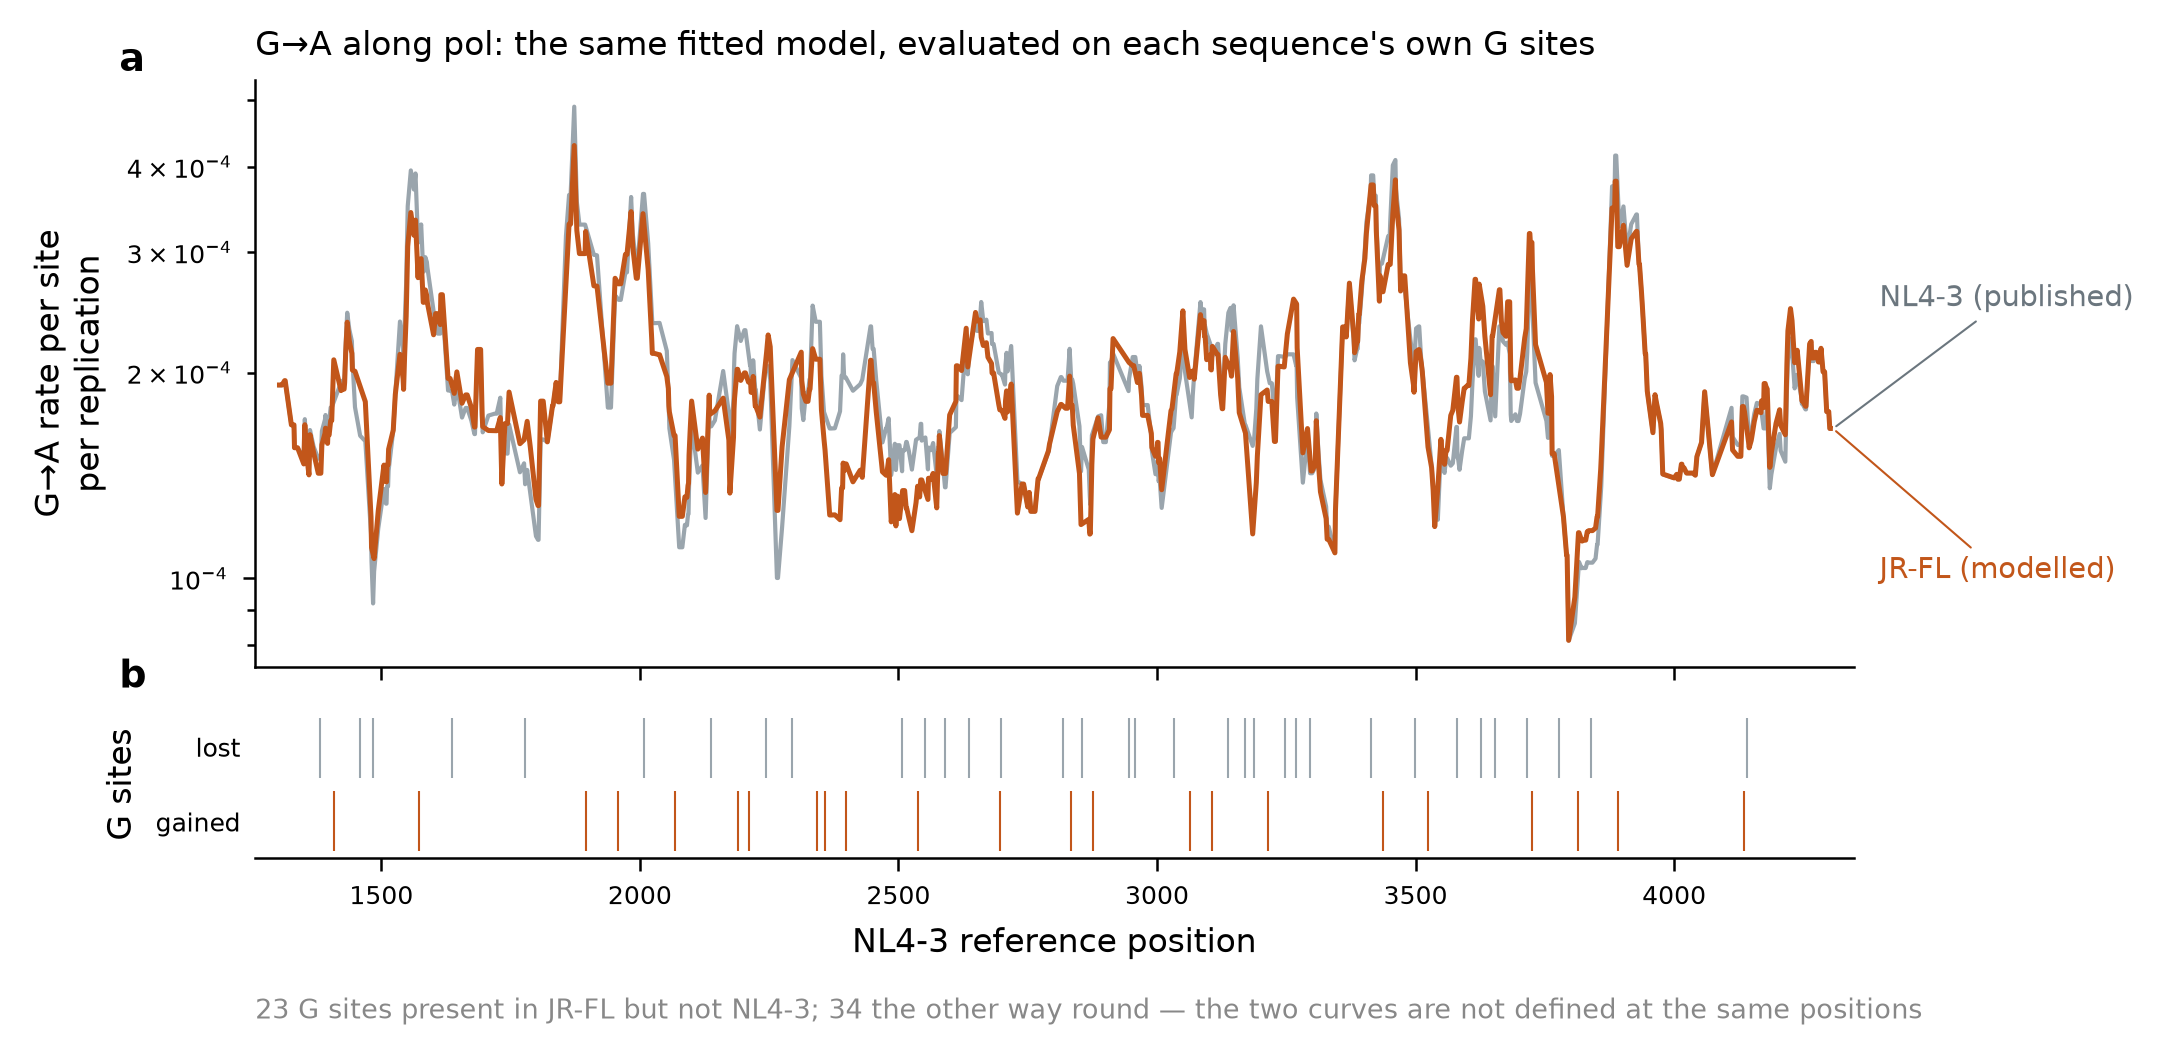 a
G→A along pol: the same fitted model, evaluated on each sequence's own G sites
G→A rate per site
per replication
4 × 10⁻⁴
3 × 10⁻⁴
2 × 10⁻⁴
10⁻⁴
NL4-3 (published)
JR-FL (modelled)
b
G sites
lost
gained
1500 2000 2500 3000 3500 4000
NL4-3 reference position
23 G sites present in JR-FL but not NL4-3; 34 the other way round — the two curves are not defined at the same positions